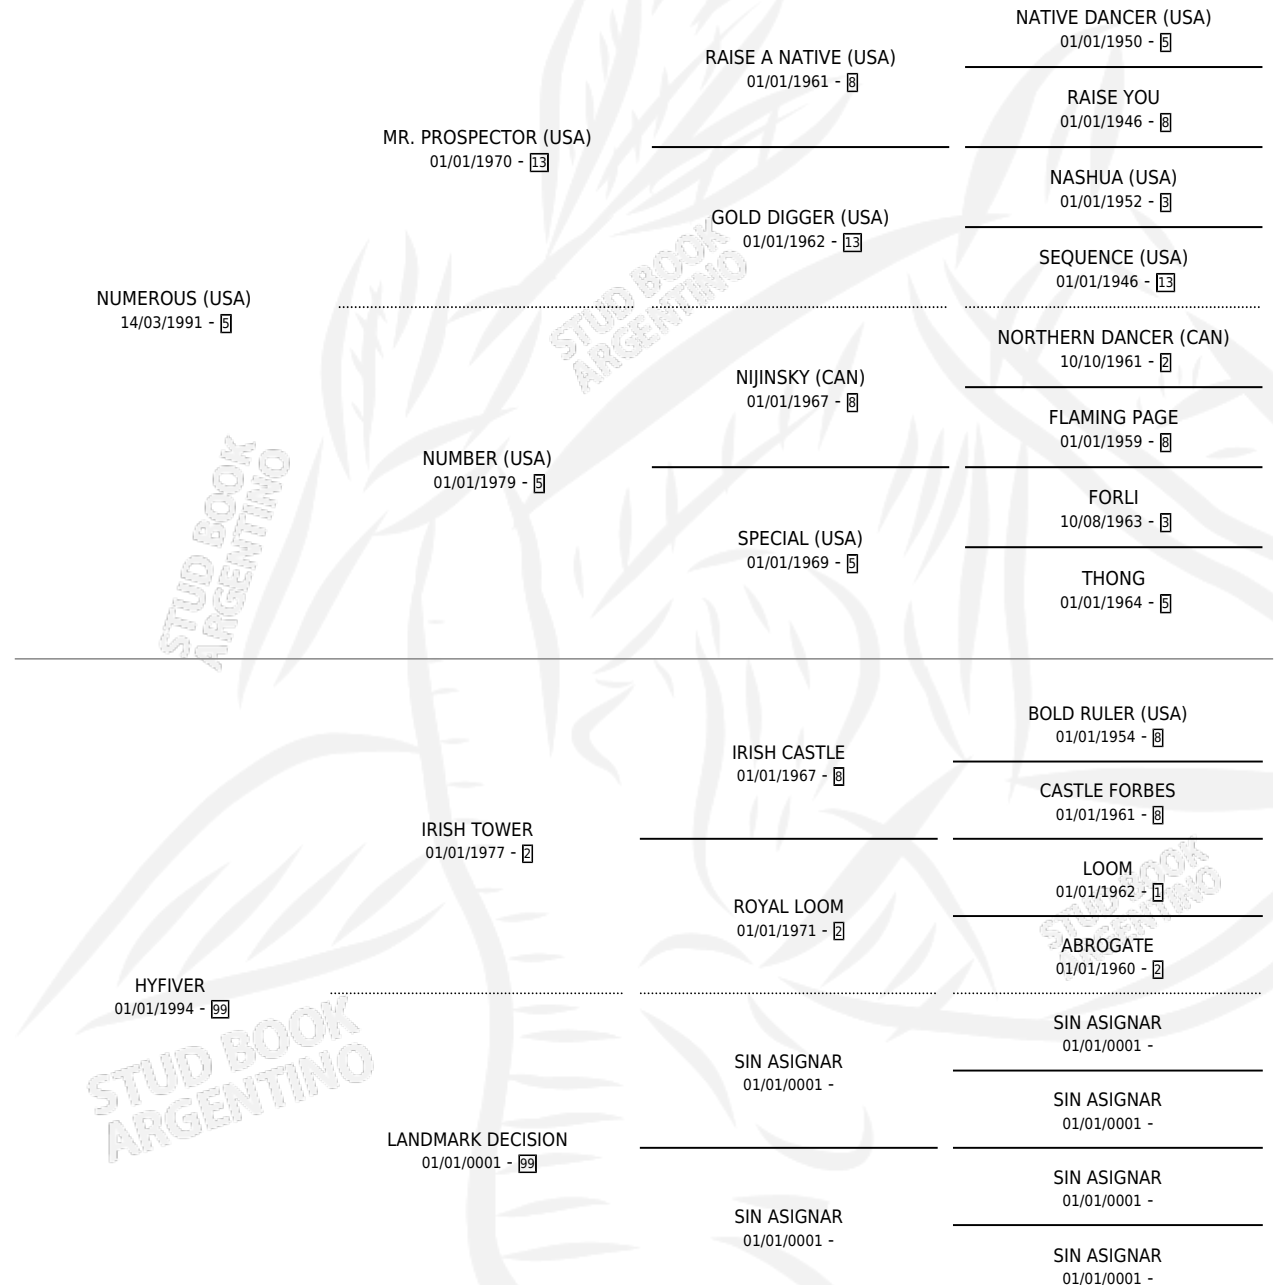 NATIVE DANCER (USA)
01/01/1950 - 5
RAISE A NATIVE (USA)
01/01/1961 - 8
RAISE YOU
01/01/1946 - 8
MR. PROSPECTOR (USA)
01/01/1970 - 13
NASHUA (USA)
01/01/1952 - 3
GOLD DIGGER (USA)
01/01/1962 - 13
SEQUENCE (USA)
01/01/1946 - 13
NUMEROUS (USA)
14/03/1991 - 5
STUD BOOK
ARGENTINO
NORTHERN DANCER (CAN)
10/10/1961 - 2
NIJINSKY (CAN)
01/01/1967 - 8
FLAMING PAGE
01/01/1959 - 8
NUMBER (USA)
01/01/1979 - 5
FORLI
10/08/1963 - 3
SPECIAL (USA)
01/01/1969 - 5
THONG
01/01/1964 - 5
STUD BOOK
ARGENTINO
BOLD RULER (USA)
01/01/1954 - 8
IRISH CASTLE
01/01/1967 - 8
CASTLE FORBES
01/01/1961 - 8
IRISH TOWER
01/01/1977 - 2
LOOM
01/01/1962 - 1
ROYAL LOOM
01/01/1971 - 2
ABROGATE
01/01/1960 - 2
STUD BOOK
ARGENTINO
HYFIVER
01/01/1994 - 99
SIN ASIGNAR
01/01/0001 -
SIN ASIGNAR
01/01/0001 -
SIN ASIGNAR
01/01/0001 -
STUD BOOK
ARGENTINO
LANDMARK DECISION
01/01/0001 - 99
SIN ASIGNAR
01/01/0001 -
SIN ASIGNAR
01/01/0001 -
SIN ASIGNAR
01/01/0001 -